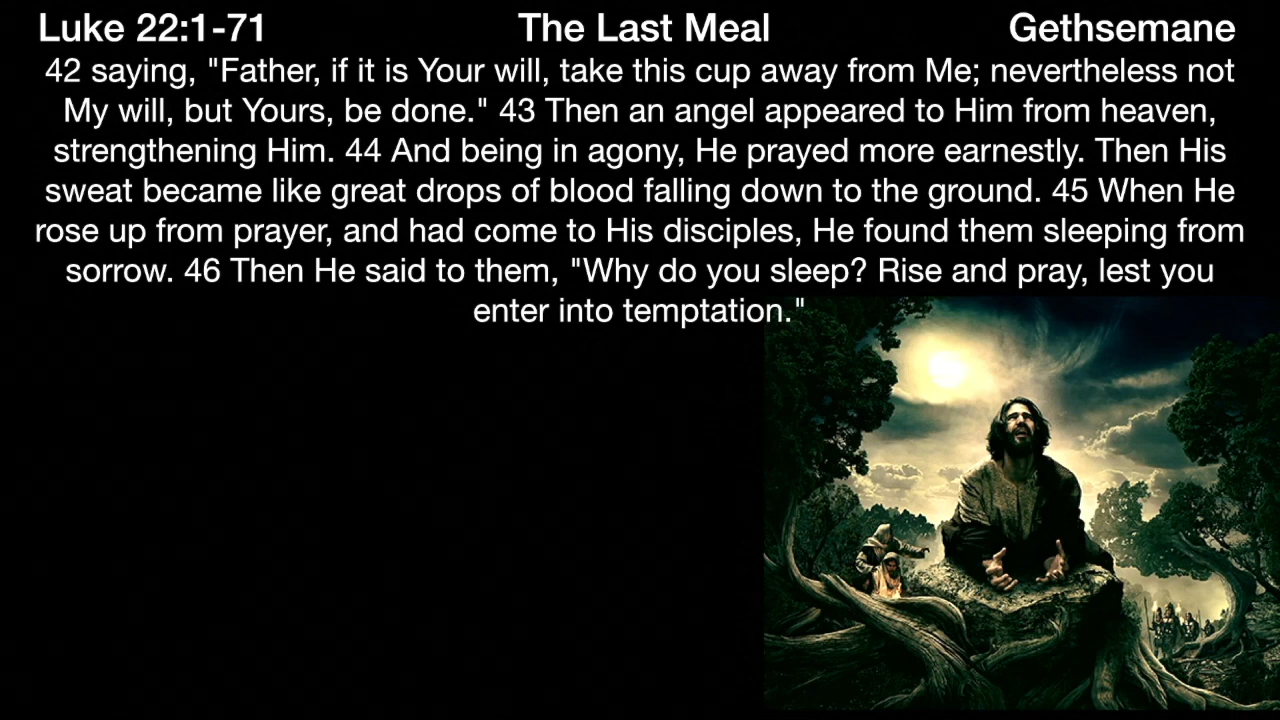 Luke 22:1-71 The Last Meal Gethsemane
42 saying, "Father, if it is Your will, take this cup away from Me; nevertheless not
My will, but Yours, be done." 43 Then an angel appeared to Him from heaven,
strengthening Him. 44 And being in agony, He prayed more earnestly. Then His
sweat became like great drops of blood falling down to the ground. 45 When He
rose up from prayer, and had come to His disciples, He found them sleeping from
sorrow. 46 Then He said to them, "Why do you sleep? Rise and pray, lest you
enter into temptation."